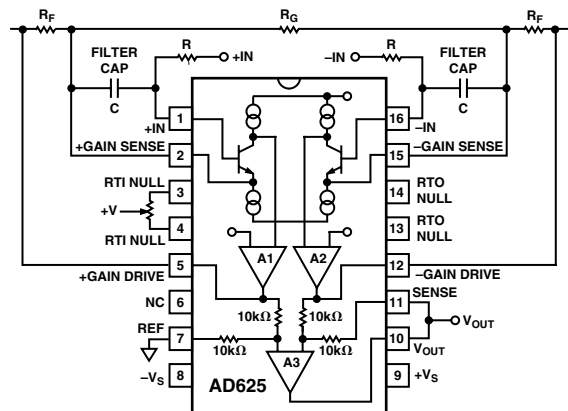 RF RG RF
FILTER CAP R +IN –IN R FILTER CAP
C C
1 +IN 16 –IN
+GAIN SENSE 2 15 –GAIN SENSE
RTI NULL 3 14 RTO NULL
+V
4 RTI NULL 13 RTO NULL
A1 A2
5 +GAIN DRIVE 12 –GAIN DRIVE
NC 6 10kΩ 10kΩ 11 SENSE
VOUT
REF 7 10kΩ 10kΩ 10 VOUT
A3
–VS 8 AD625 9 +VS